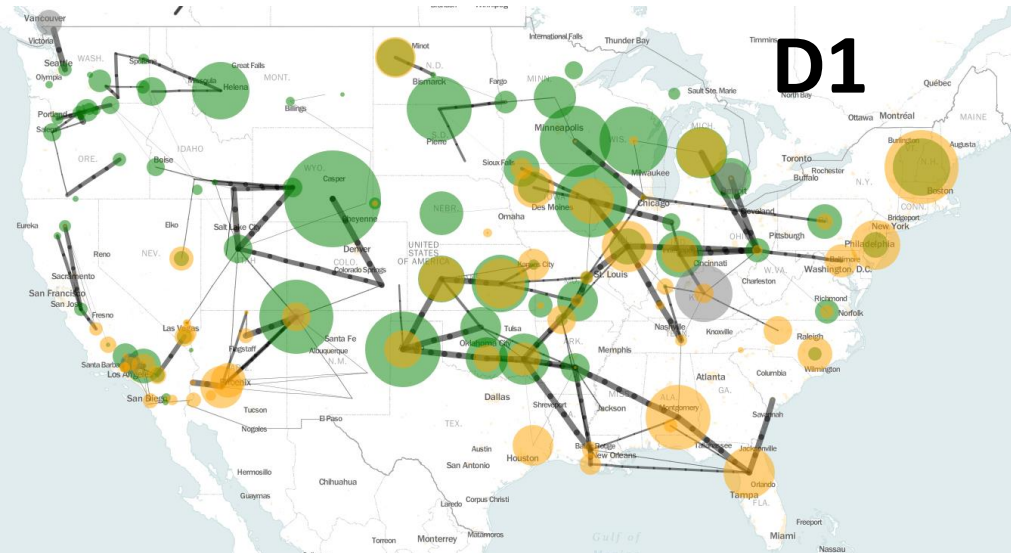 Vancouver
Victoria
Seattle
WASH.
Olympia
Spokane
Missoula
Great Falls
Helena
MONT.
Billings
Portland
Salem
ORE.
IDAHO
Boise
Minot
N.D.
Bismarck
Fargo
MINN.
International Falls
Thunder Bay
Timmins
D1
North Bay
Sault Ste. Marie
Québec
Ottawa
Montréal
MAINE
Pierre
S.D.
Minneapolis
WIS.
MICH.
Milwaukee
Toronto
Buffalo
Rochester
N.Y.
Burlington
N.H.
Augusta
Boston
CONN.
Bridgeport
New York
WYO.
Casper
Cheyenne
Sioux Falls
NEBR.
Omaha
Des Moines
Chicago
Cleveland
Pittsburgh
Philadelphia
Baltimore
Washington, D.C.
Eureka
Reno
Elko
NEV.
Salt Lake City
Denver
COLO.
Colorado Springs
UNITED
STATES
OF AMERICA
Kansas City
St. Louis
Cincinnati
W.VA.
Charleston
Richmond
Norfolk
Sacramento
San Francisco
San Jose
Fresno
Las Vegas
Santa Barbara
Los Angeles
San Diego
Flagstaff
Phoenix
Tucson
Nogales
Santa Fe
Albuquerque
N.M.
El Paso
Oklahoma City
Tulsa
ARK.
Memphis
Nashville
Knoxville
Raleigh
Wilmington
Columbia
Atlanta
GA.
ALA.
Montgomery
Savannah
Dallas
Shreveport
Jackson
TEX.
Austin
San Antonio
Houston
Baton Rouge
New Orleans
Tallahassee
Jacksonville
Orlando
Tampa
FLA.
Hermosillo
Guaymas
Chihuahua
Laredo
Corpus Christi
Torreon
Monterrey
Matamoros
Gulf of
Freeport
Miami
Nassau